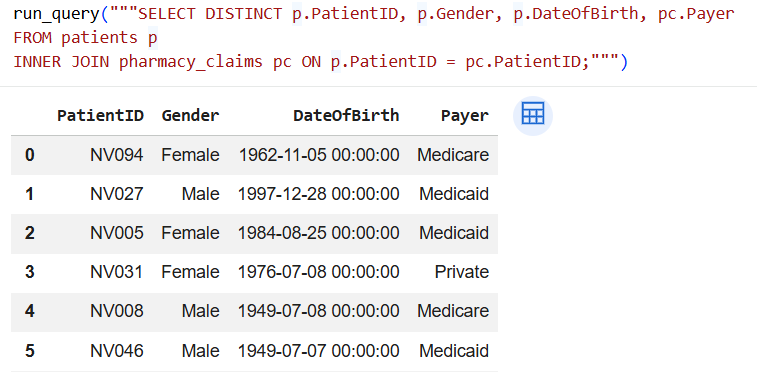 run_query("""SELECT DISTINCT p.PatientID, p.Gender, p.DateOfBirth, pc.Payer
FROM patients p
INNER JOIN pharmacy_claims pc ON p.PatientID = pc.PatientID;""")
PatientID Gender DateOfBirth Payer
0 NV094 Female 1962-11-05 00:00:00 Medicare
1 NV027 Male 1997-12-28 00:00:00 Medicaid
2 NV005 Female 1984-08-25 00:00:00 Medicaid
3 NV031 Female 1976-07-08 00:00:00 Private
4 NV008 Male 1949-07-08 00:00:00 Medicare
5 NV046 Male 1949-07-07 00:00:00 Medicaid